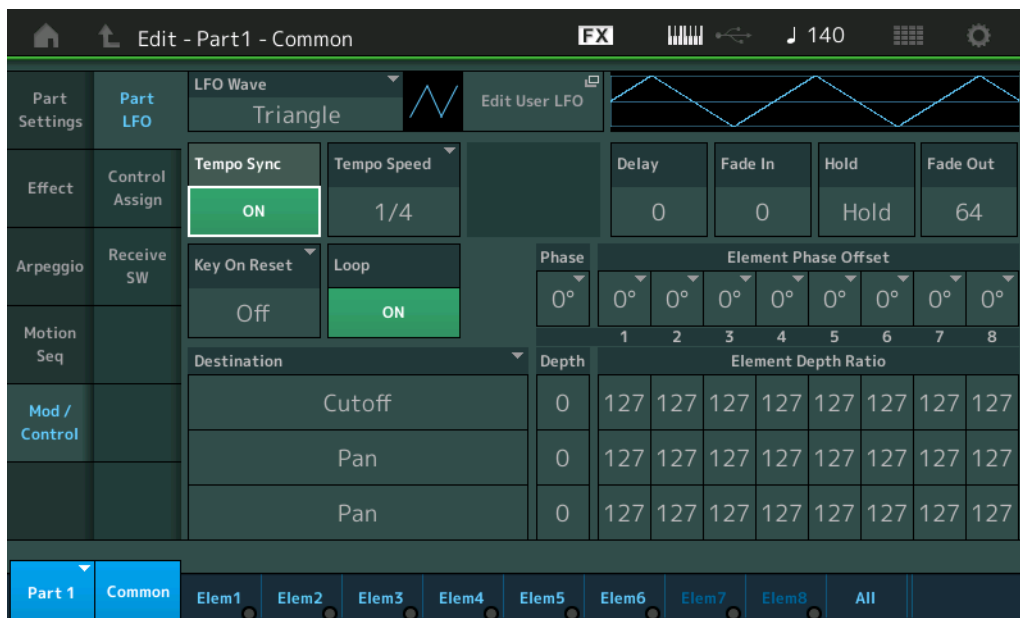 Edit - Part1 - Common FX ♩ 140
Part Settings
Part LFO
LFO Wave
Triangle
Edit User LFO
Effect
Control Assign
Tempo Sync
ON
Tempo Speed
1/4
Delay
0
Fade In
0
Hold
Hold
Fade Out
64
Arpeggio
Receive SW
Key On Reset
Off
Loop
ON
Phase
0°
Element Phase Offset
0° 0° 0° 0° 0° 0° 0° 0°
1 2 3 4 5 6 7 8
Motion Seq
Destination Depth Element Depth Ratio
Mod / Control
Cutoff 0 127 127 127 127 127 127 127 127
Pan 0 127 127 127 127 127 127 127 127
Pan 0 127 127 127 127 127 127 127 127
Part 1 Common Elem1 Elem2 Elem3 Elem4 Elem5 Elem6 Elem7 Elem8 All